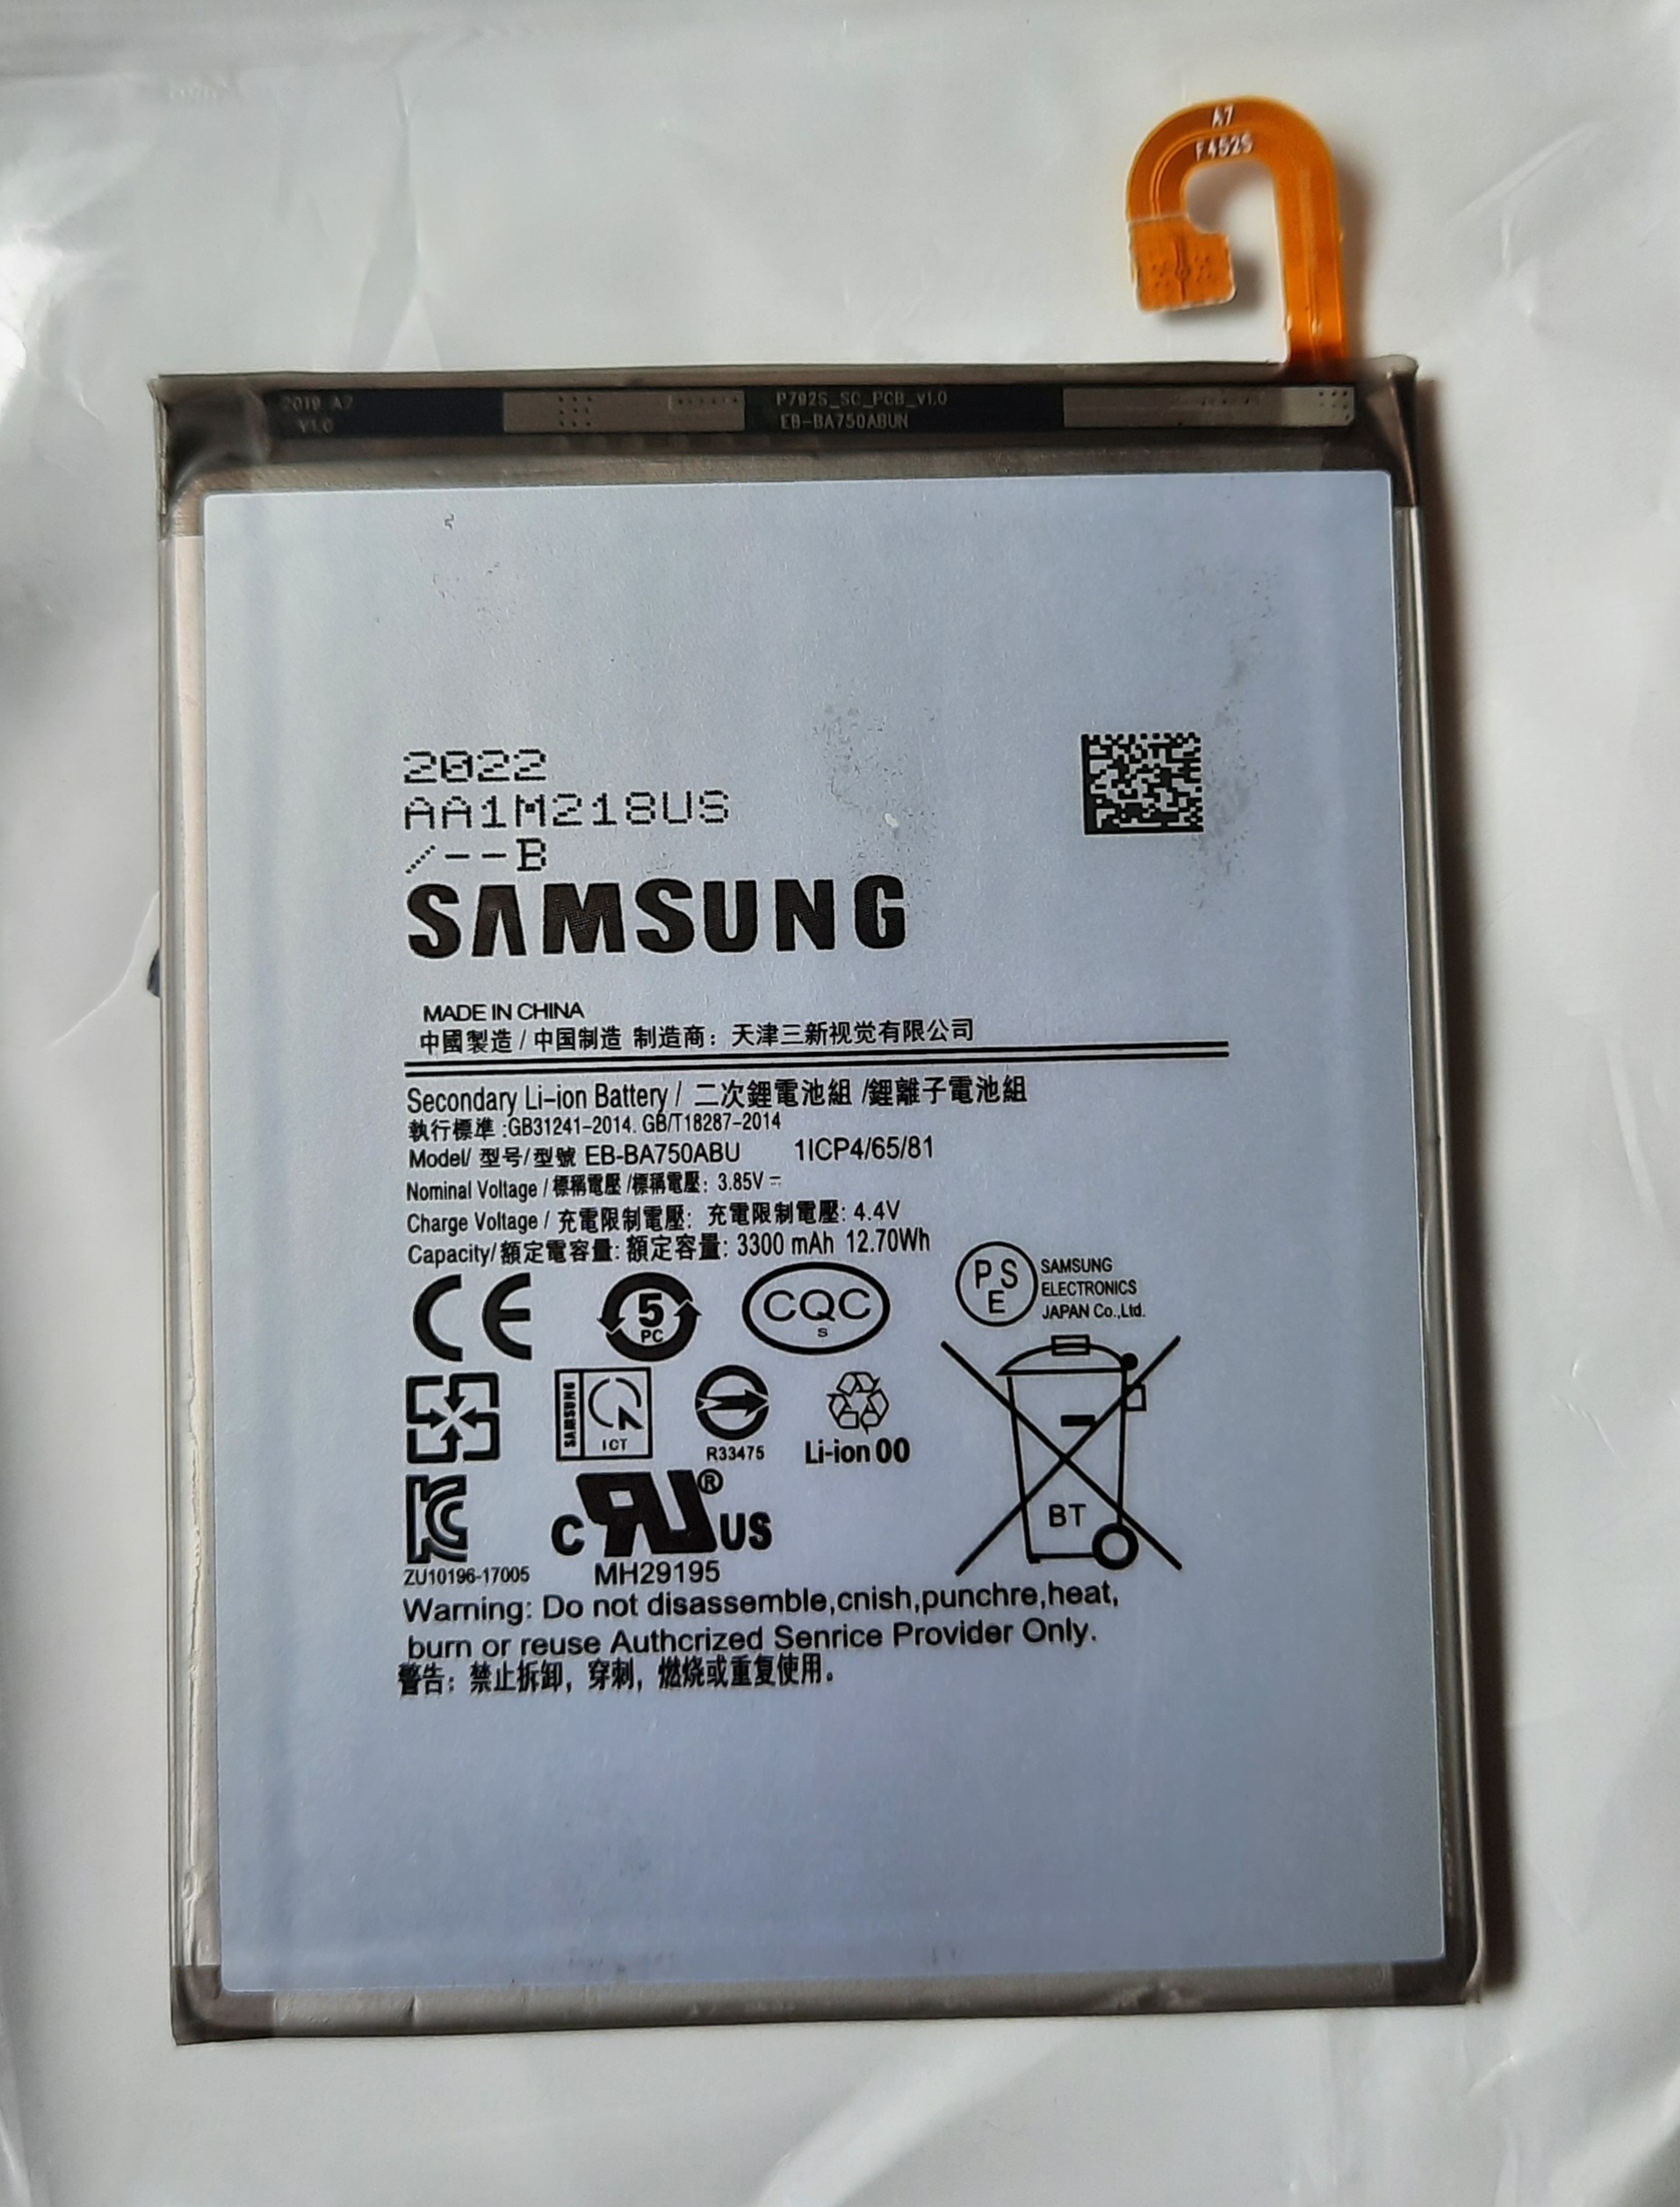 A7
F452S
2019 A7
V1.0
P792S_SC_PCB_v1.0
EB-BA750ABUN
2022
AA1M218US
/--B
SAMSUNG
MADE IN CHINA
中國製造 / 中国制造 制造商：天津三新视觉有限公司
Secondary Li-ion Battery / 二次鋰電池組 /鋰離子電池組
執行標準 :GB31241-2014. GB/T18287-2014
Model/ 型号/型號 EB-BA750ABU 1ICP4/65/81
Nominal Voltage / 標稱電壓 /標稱電壓: 3.85V ⎓
Charge Voltage / 充電限制電壓: 充電限制電壓: 4.4V
Capacity/ 額定電容量: 額定容量: 3300 mAh 12.70Wh
PSE
SAMSUNG
ELECTRONICS
JAPAN Co.,Ltd.
CE
5
PC
CQC
S
SAMSUNG
ICT
R33475
Li-ion 00
BT
KC
ZU10196-17005
C RU ® US
MH29195
Warning: Do not disassemble,cnish,punchre,heat,
burn or reuse Authcrized Senrice Provider Only.
警告：禁止拆卸，穿刺，燃烧或重复使用。